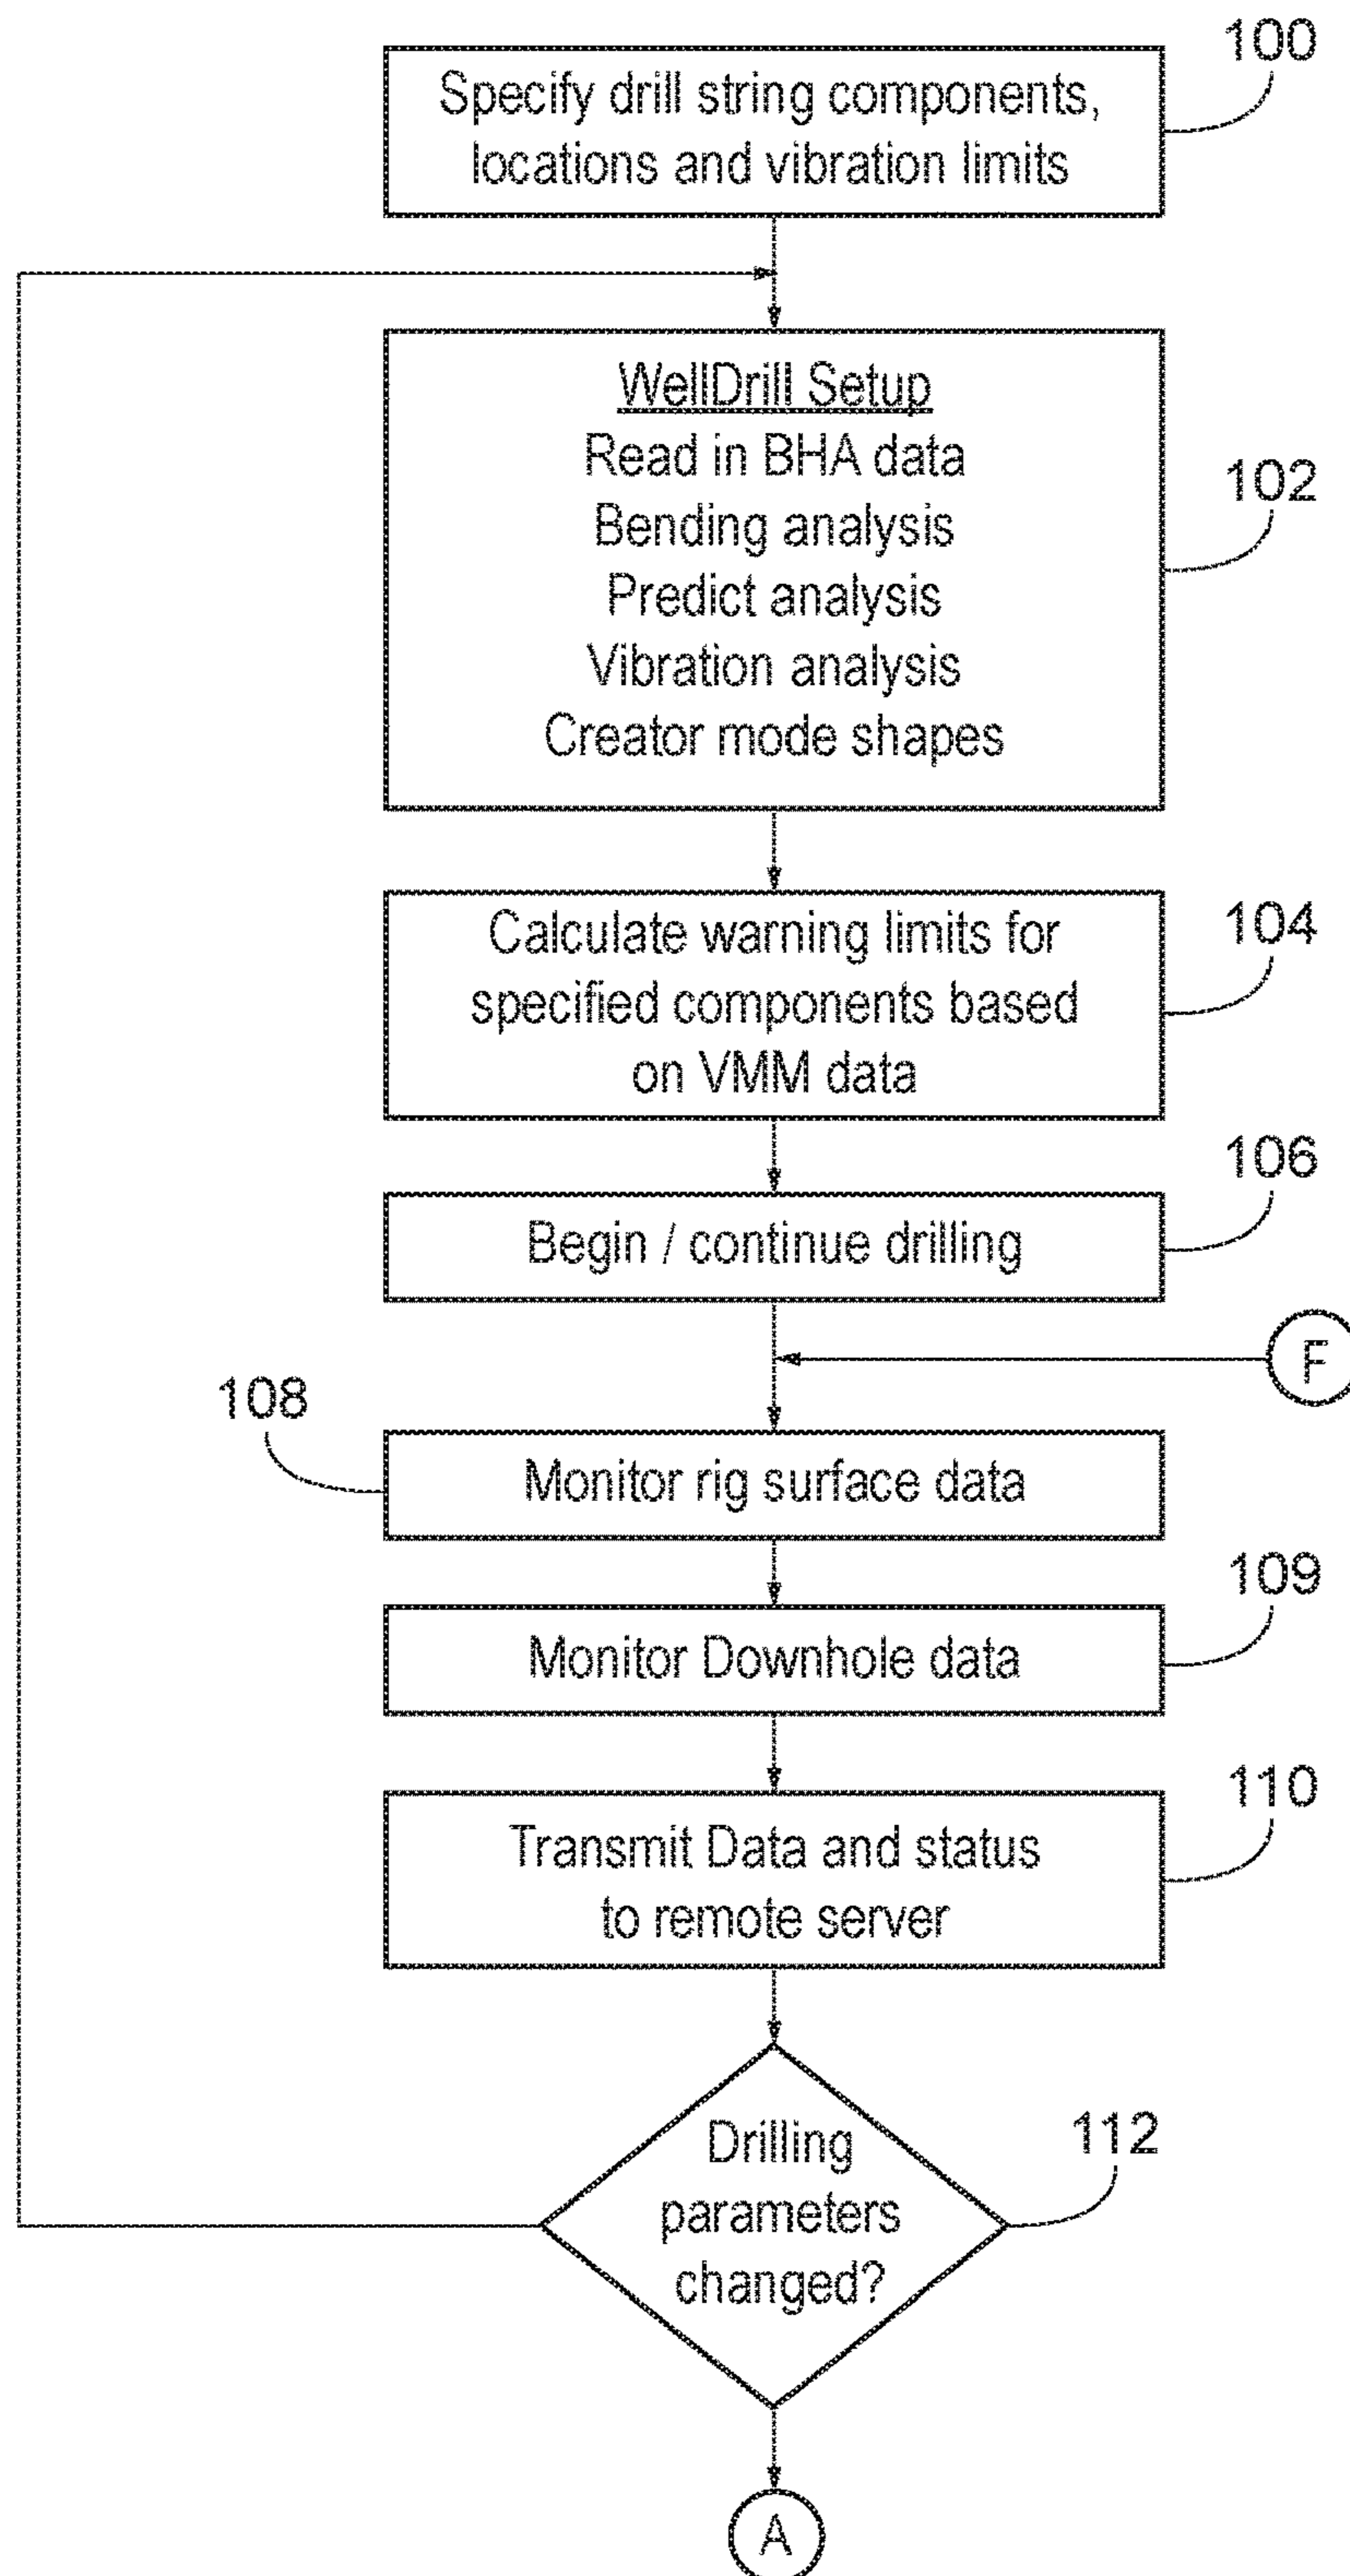 100
Specify drill string components,
locations and vibration limits
WellDrill Setup
Read in BHA data
Bending analysis
Predict analysis
Vibration analysis
Creator mode shapes
102
Calculate warning limits for
specified components based
on VMM data
104
Begin / continue drilling
106
F
108
Monitor rig surface data
Monitor Downhole data
109
Transmit Data and status
to remote server
110
Drilling
parameters
changed?
112
A